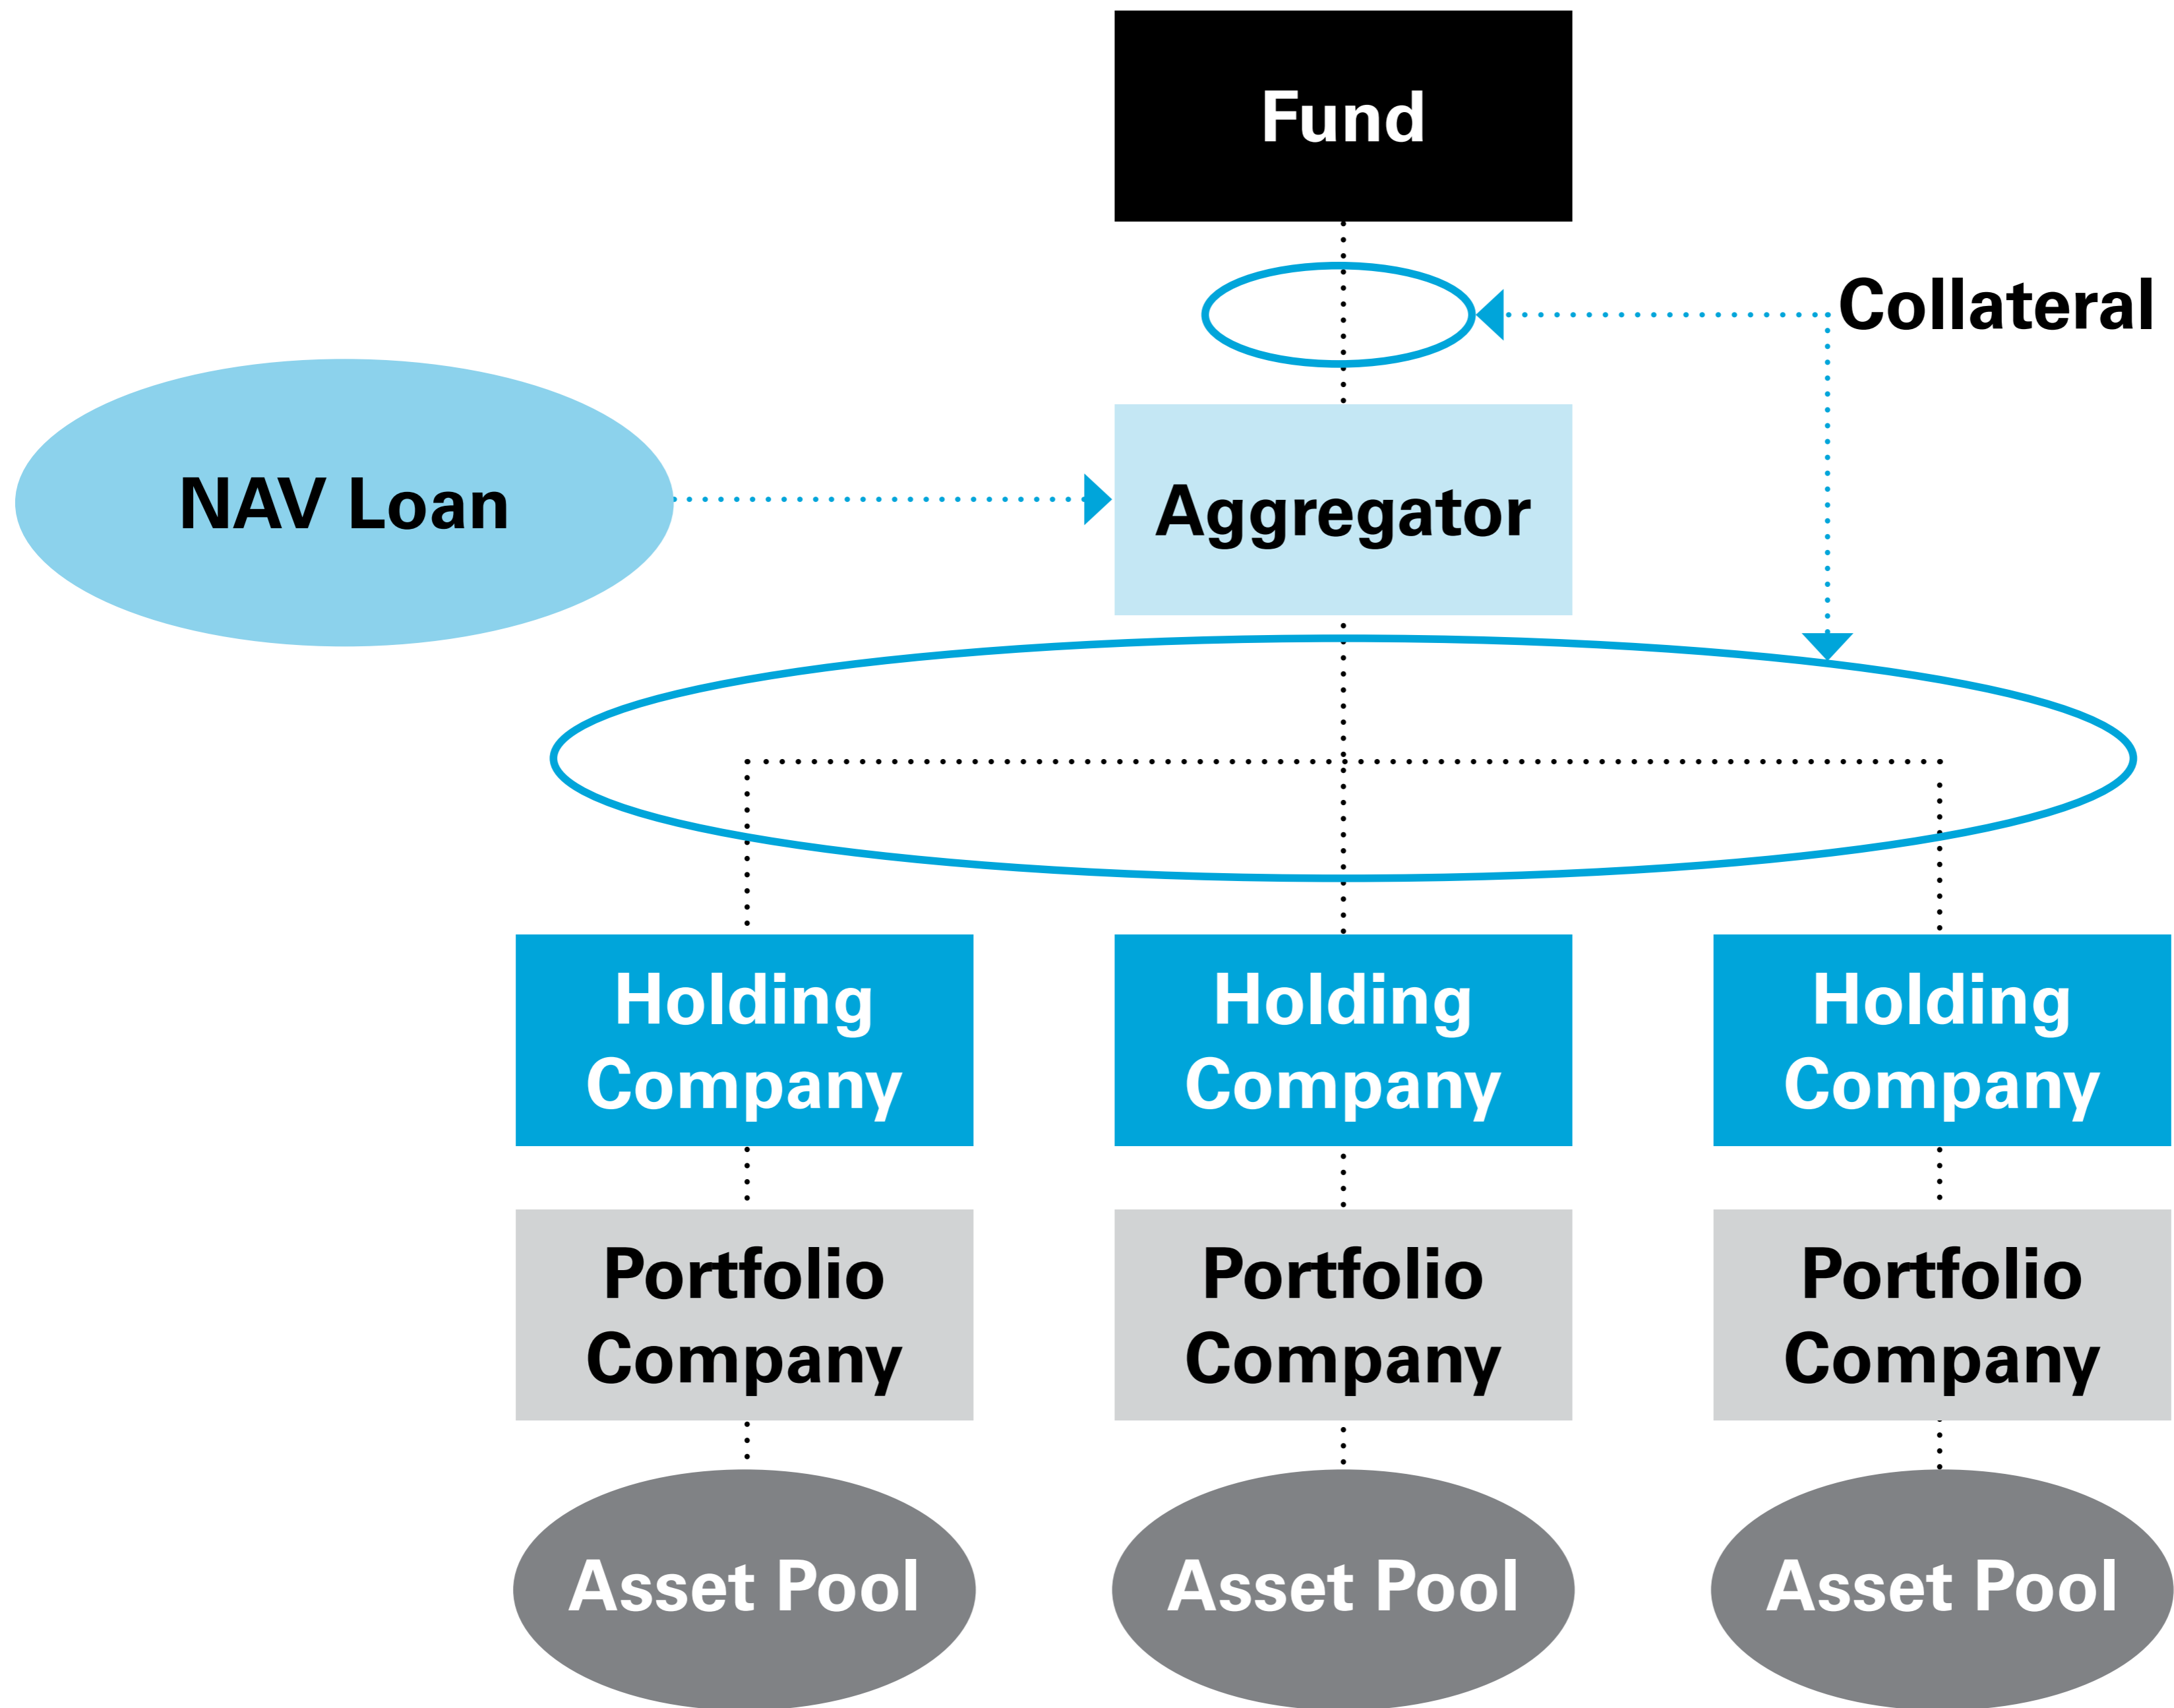 Fund
Collateral
NAV Loan
Aggregator
Holding
Company
Holding
Company
Holding
Company
Portfolio
Company
Portfolio
Company
Portfolio
Company
Asset Pool
Asset Pool
Asset Pool